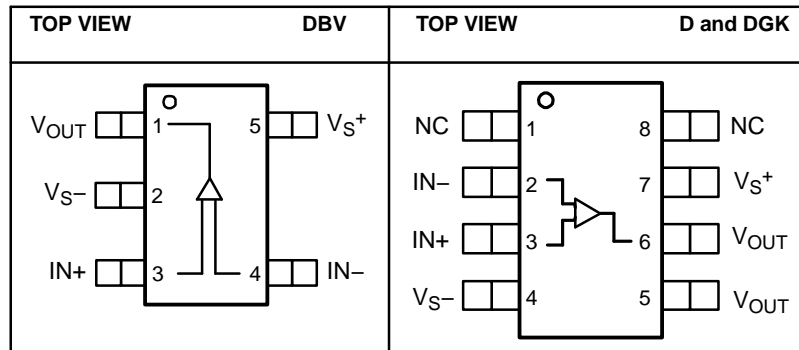 TOP VIEW DBV
VOUT 1 5 VS+
VS− 2
IN+ 3 4 IN−
TOP VIEW D and DGK
NC 1 8 NC
IN− 2 7 VS+
IN+ 3 6 VOUT
VS− 4 5 VOUT